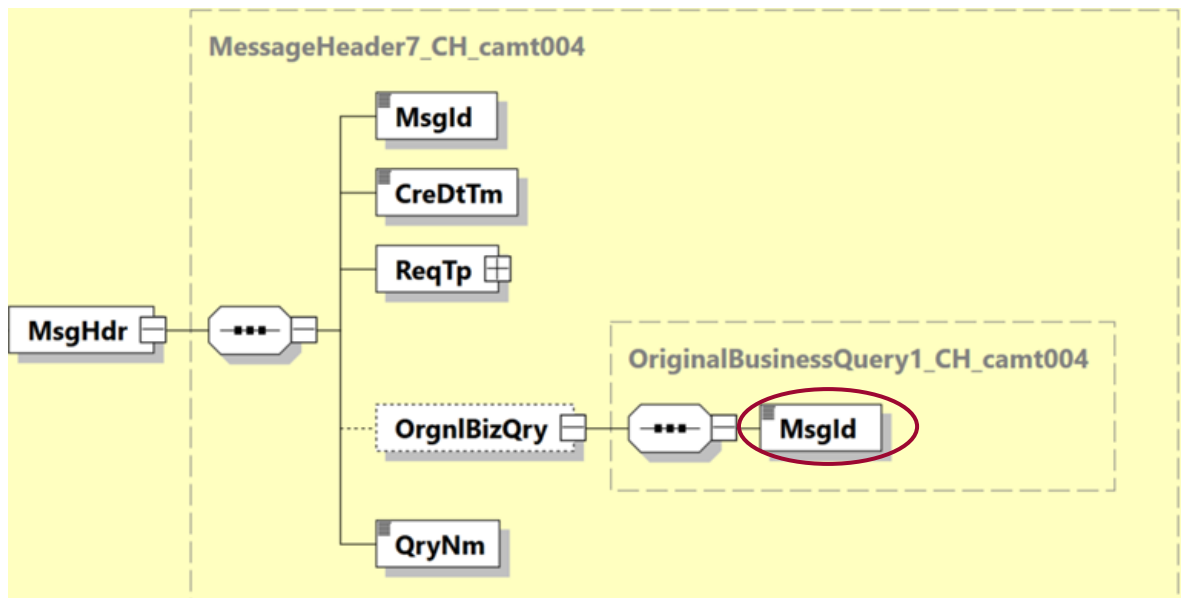 MessageHeader7_CH_camt004
MsgId
CreDtTm
ReqTp
MsgHdr
OriginalBusinessQuery1_CH_camt004
OrgnlBizQry
MsgId
QryNm